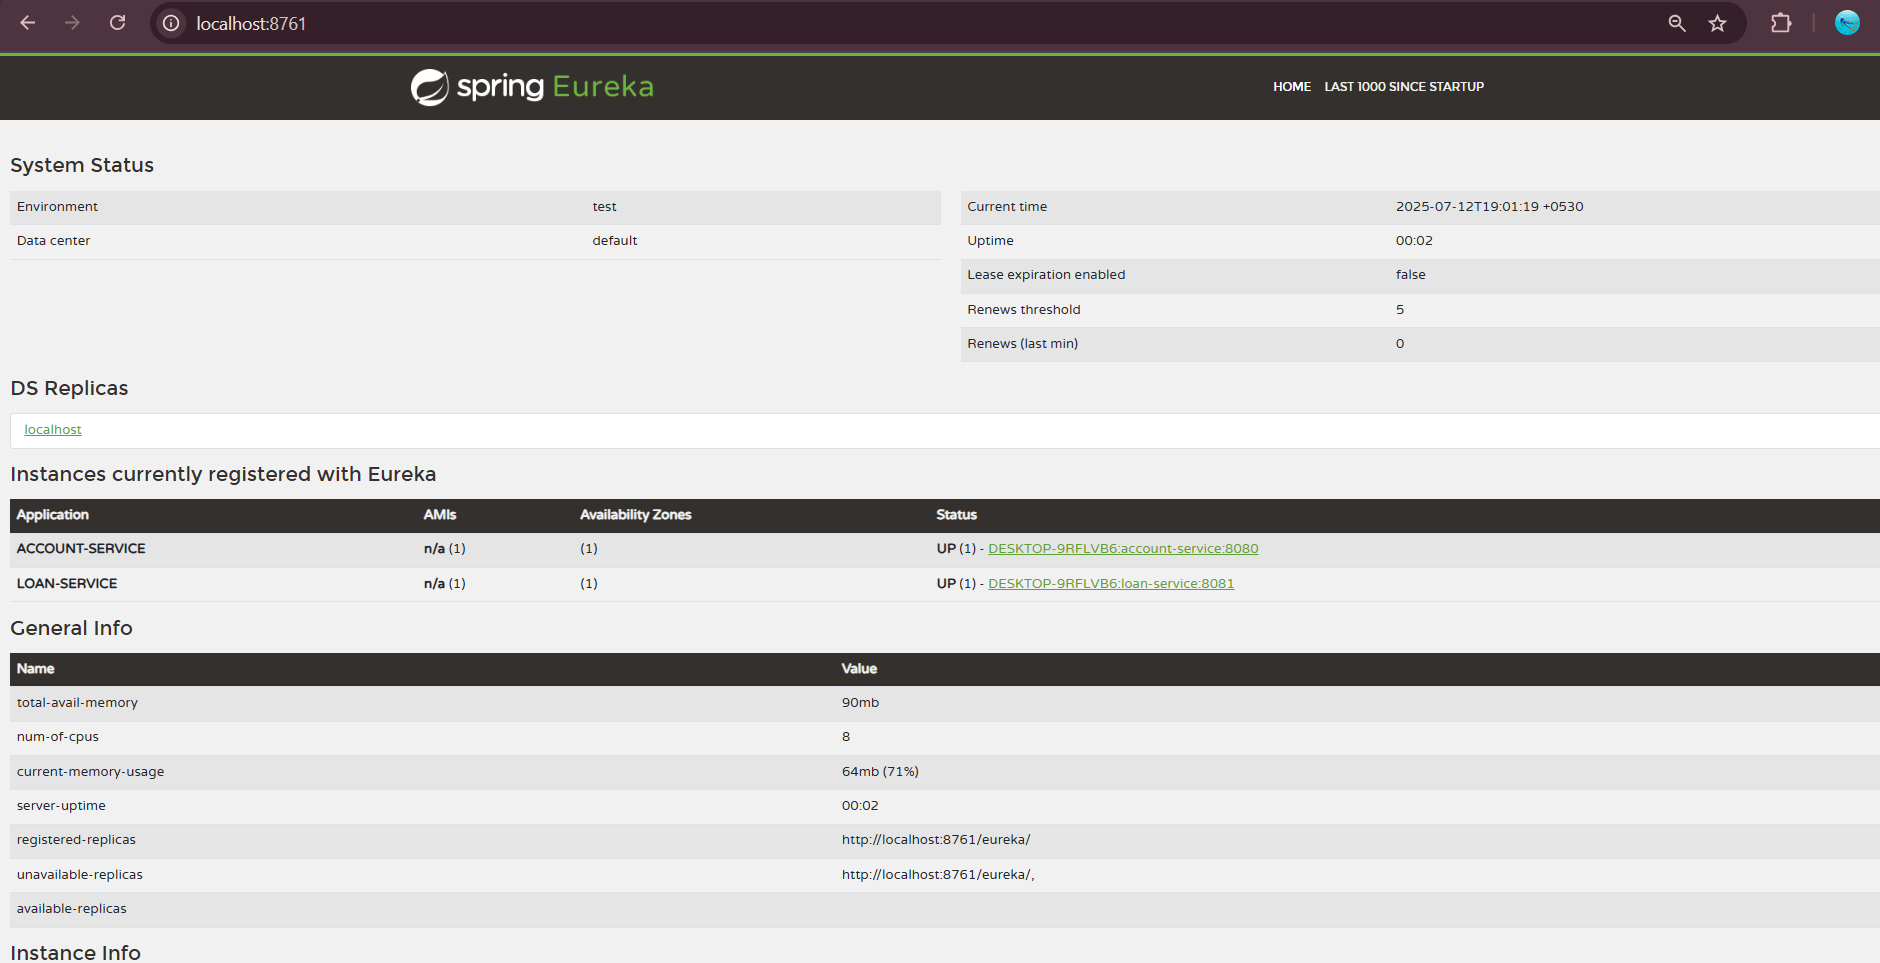 localhost:8761
spring Eureka
HOME LAST 1000 SINCE STARTUP
System Status
Environment test
Data center default
Current time 2025-07-12T19:01:19 +0530
Uptime 00:02
Lease expiration enabled false
Renews threshold 5
Renews (last min) 0
DS Replicas
localhost
Instances currently registered with Eureka
Application AMIs Availability Zones Status
ACCOUNT-SERVICE n/a (1) (1) UP (1) - DESKTOP-9RFLVB6:account-service:8080
LOAN-SERVICE n/a (1) (1) UP (1) - DESKTOP-9RFLVB6:loan-service:8081
General Info
Name Value
total-avail-memory 90mb
num-of-cpus 8
current-memory-usage 64mb (71%)
server-uptime 00:02
registered-replicas http://localhost:8761/eureka/
unavailable-replicas http://localhost:8761/eureka/,
available-replicas
Instance Info